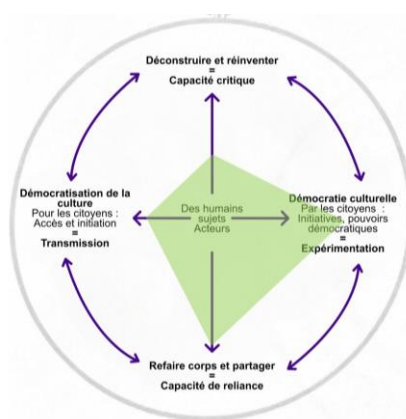 Déconstruire et réinventer
=
Capacité critique
Démocratisation de la
culture
Pour les citoyens :
Accès et initiation
=
Transmission
Des humains
sujets
Acteurs
Démocratie culturelle
Par les citoyens :
Initiatives, pouvoirs
démocratiques
=
Expérimentation
Refaire corps et partager
=
Capacité de reliance